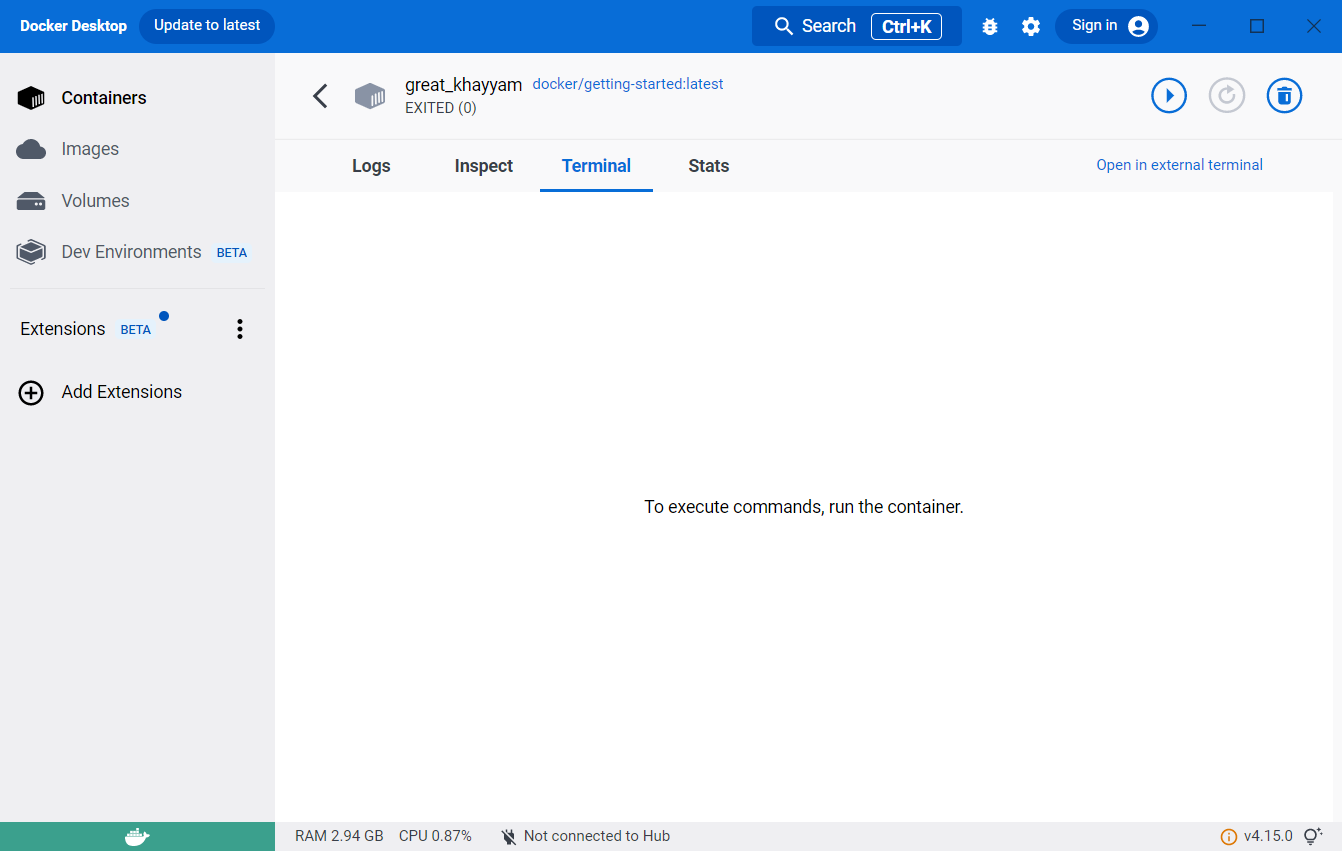 Docker Desktop Update to latest Search Ctrl+K Sign in
Containers
Images
Volumes
Dev Environments BETA
Extensions BETA
Add Extensions
great_khayyam docker/getting-started:latest
EXITED (0)
Logs Inspect Terminal Stats Open in external terminal
To execute commands, run the container.
RAM 2.94 GB CPU 0.87% Not connected to Hub v4.15.0